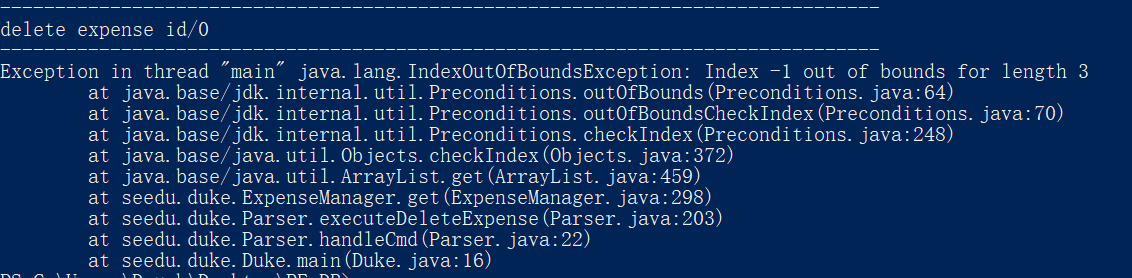 --------------------------------------------------------------------------------
delete expense id/0
--------------------------------------------------------------------------------
Exception in thread "main" java.lang.IndexOutOfBoundsException: Index -1 out of bounds for length 3
        at java.base/jdk.internal.util.Preconditions.outOfBounds(Preconditions.java:64)
        at java.base/jdk.internal.util.Preconditions.outOfBoundsCheckIndex(Preconditions.java:70)
        at java.base/jdk.internal.util.Preconditions.checkIndex(Preconditions.java:248)
        at java.base/java.util.Objects.checkIndex(Objects.java:372)
        at java.base/java.util.ArrayList.get(ArrayList.java:459)
        at seedu.duke.ExpenseManager.get(ExpenseManager.java:298)
        at seedu.duke.Parser.executeDeleteExpense(Parser.java:203)
        at seedu.duke.Parser.handleCmd(Parser.java:22)
        at seedu.duke.Duke.main(Duke.java:16)